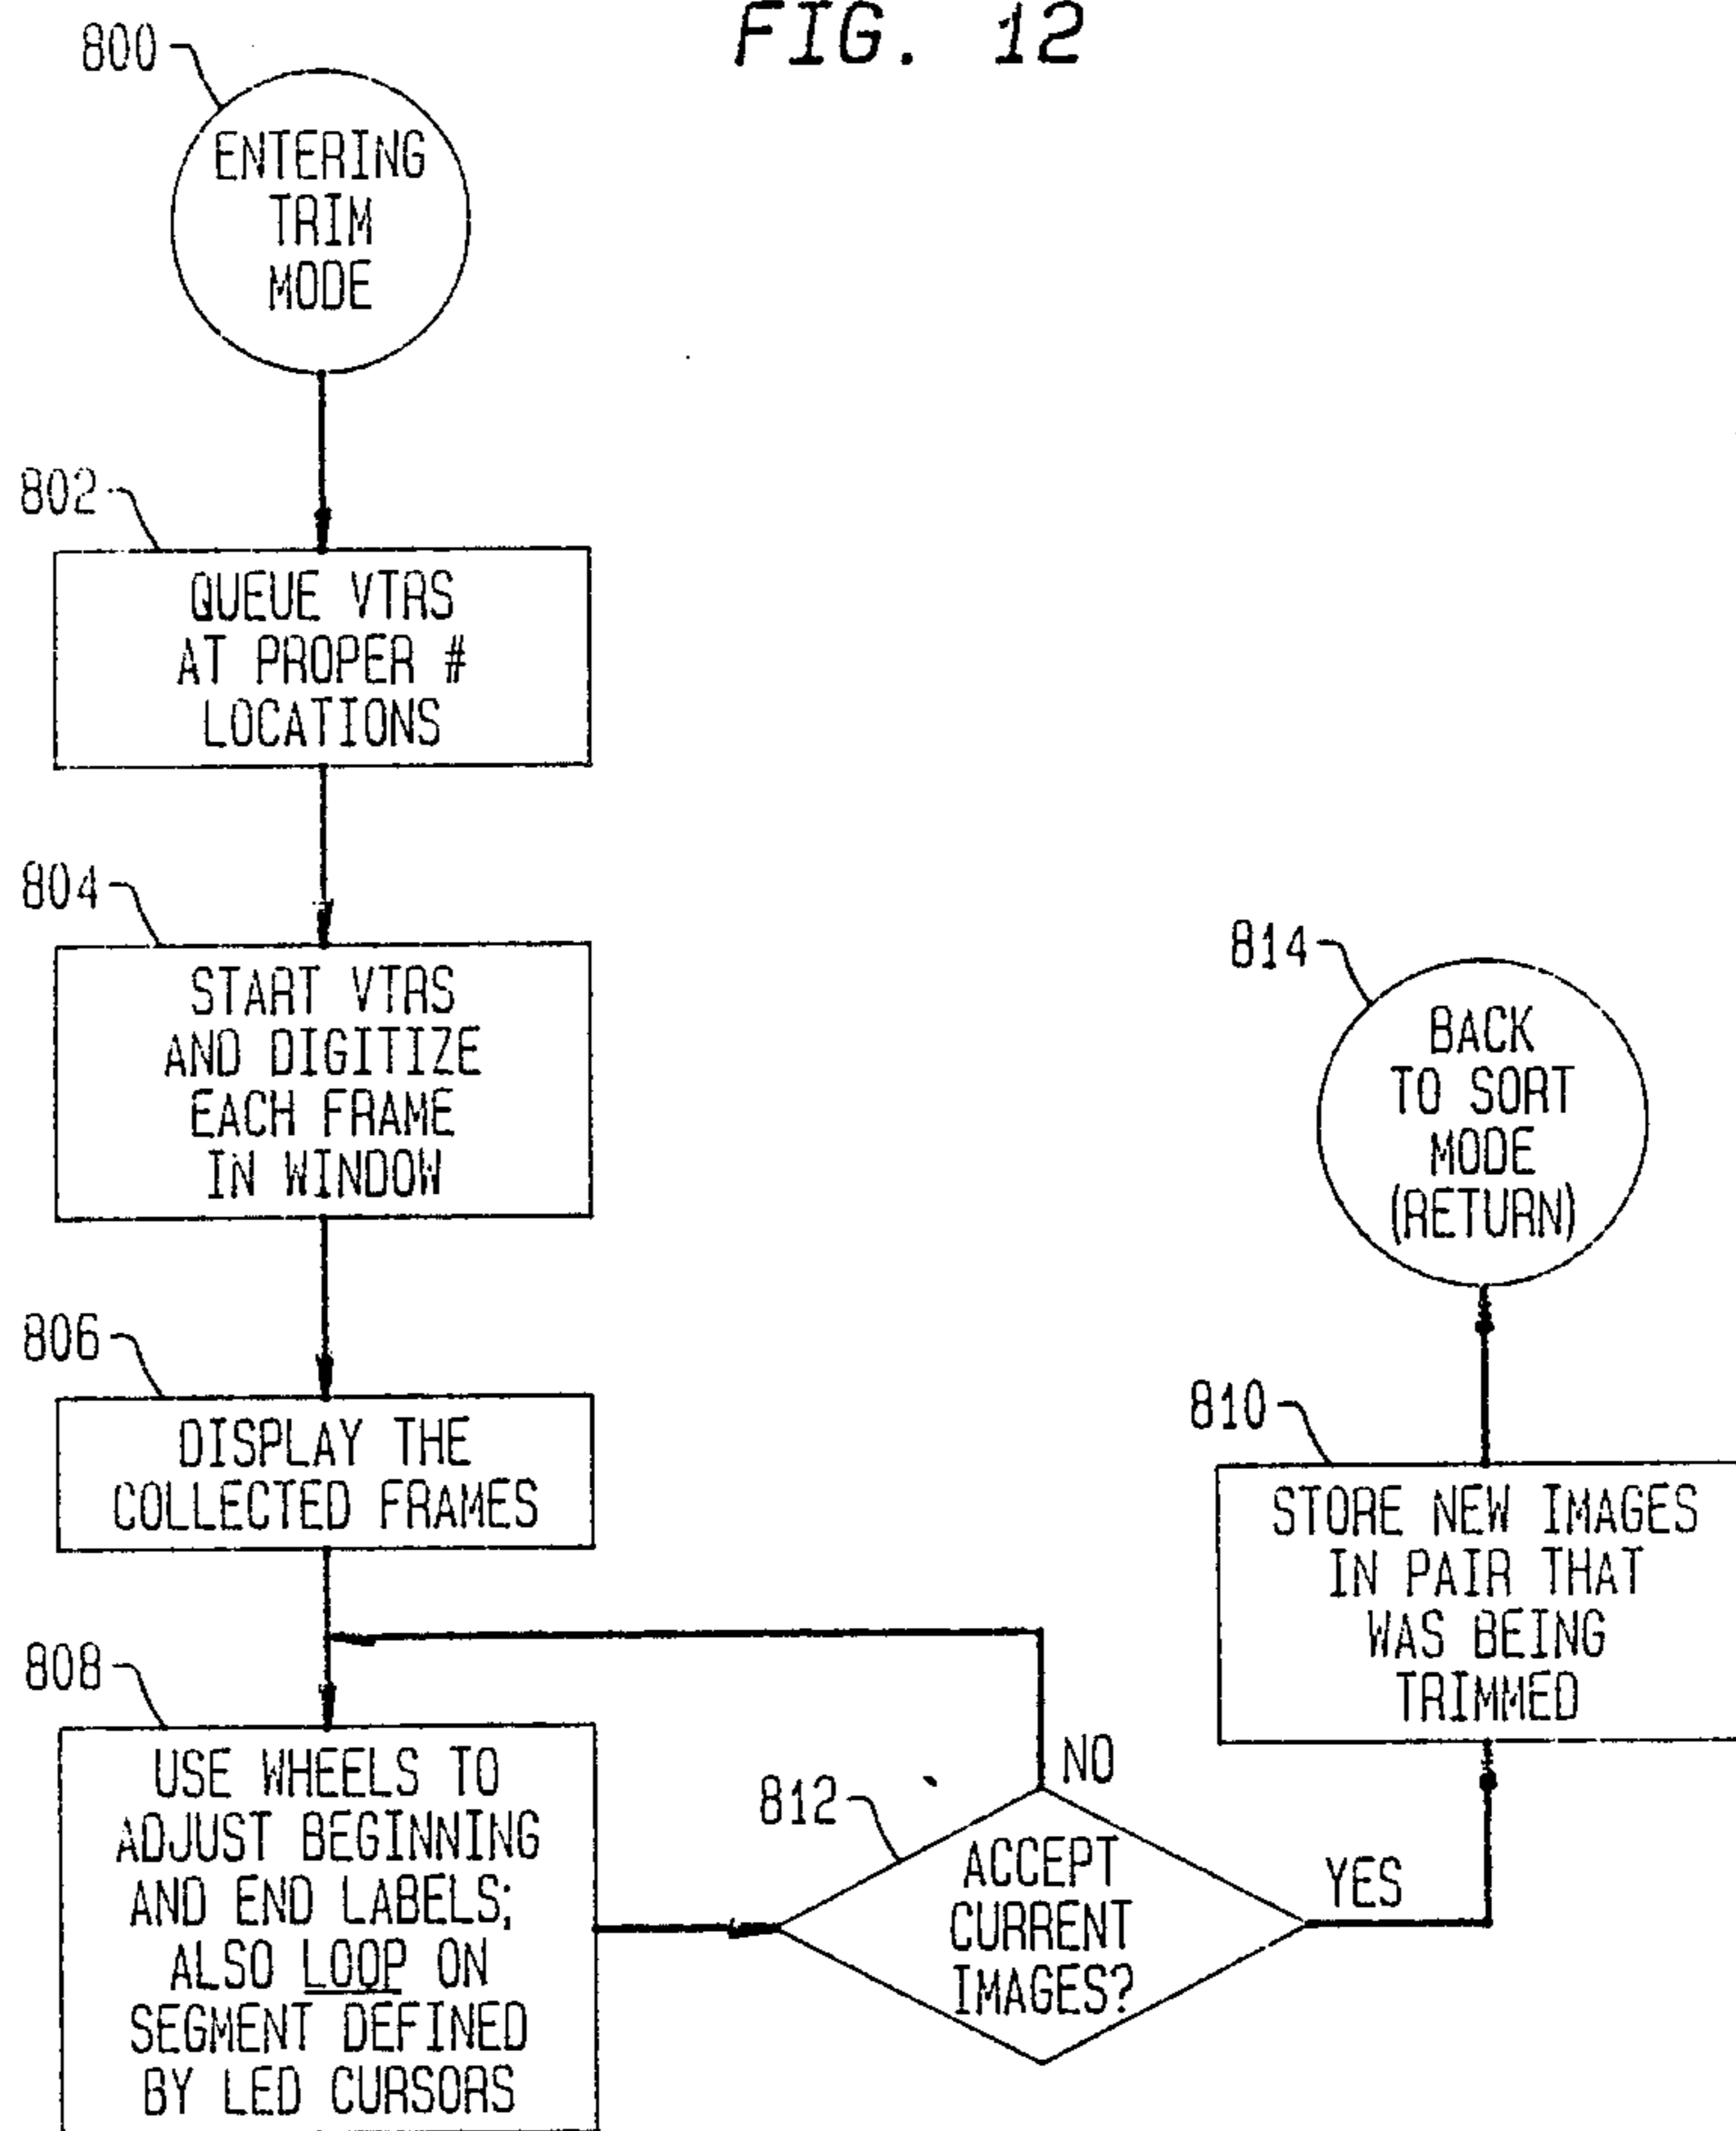 FIG. 12
800
ENTERING
TRIM
MODE
802
QUEUE VTRS
AT PROPER #
LOCATIONS
804
START VTRS
AND DIGITIZE
EACH FRAME
IN WINDOW
806
DISPLAY THE
COLLECTED FRAMES
808
USE WHEELS TO
ADJUST BEGINNING
AND END LABELS;
ALSO LOOP ON
SEGMENT DEFINED
BY LED CURSORS
812
ACCEPT
CURRENT
IMAGES?
NO
YES
810
STORE NEW IMAGES
IN PAIR THAT
WAS BEING
TRIMMED
814
BACK
TO SORT
MODE
(RETURN)